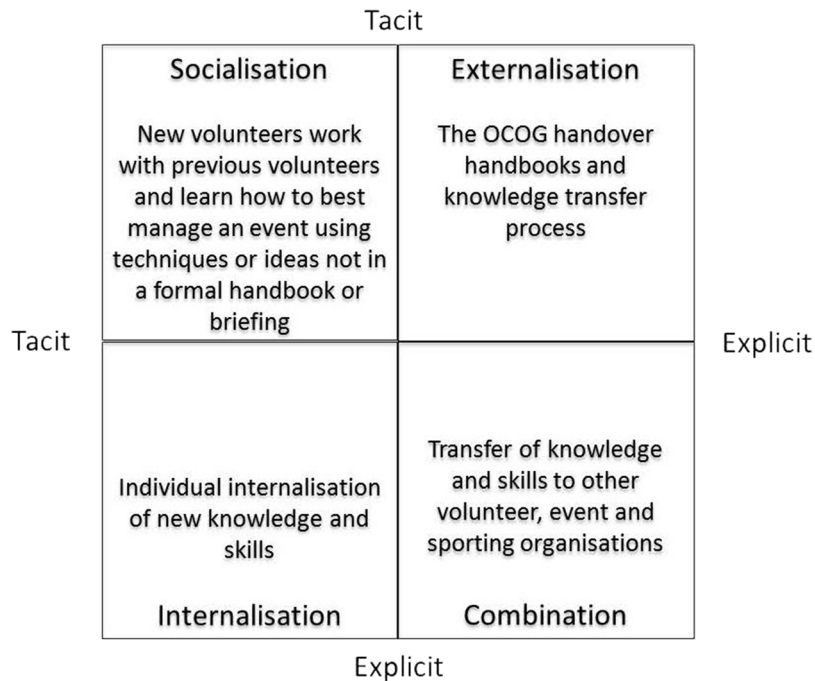 Tacit
Socialisation
New volunteers work
with previous volunteers
and learn how to best
manage an event using
techniques or ideas not in
a formal handbook or
briefing
Externalisation
The OCOG handover
handbooks and
knowledge transfer
process
Tacit
Explicit
Individual internalisation
of new knowledge and
skills
Internalisation
Transfer of knowledge
and skills to other
volunteer, event and
sporting organisations
Combination
Explicit